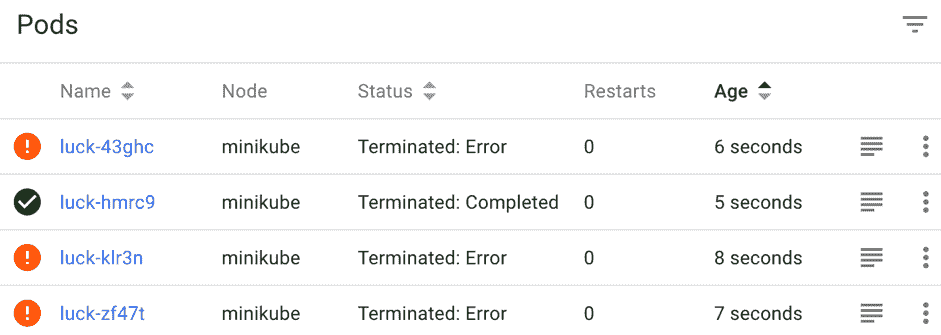 Pods
Name Node Status Restarts Age
luck-43ghc minikube Terminated: Error 0 6 seconds
luck-hmrc9 minikube Terminated: Completed 0 5 seconds
luck-klr3n minikube Terminated: Error 0 8 seconds
luck-zf47t minikube Terminated: Error 0 7 seconds